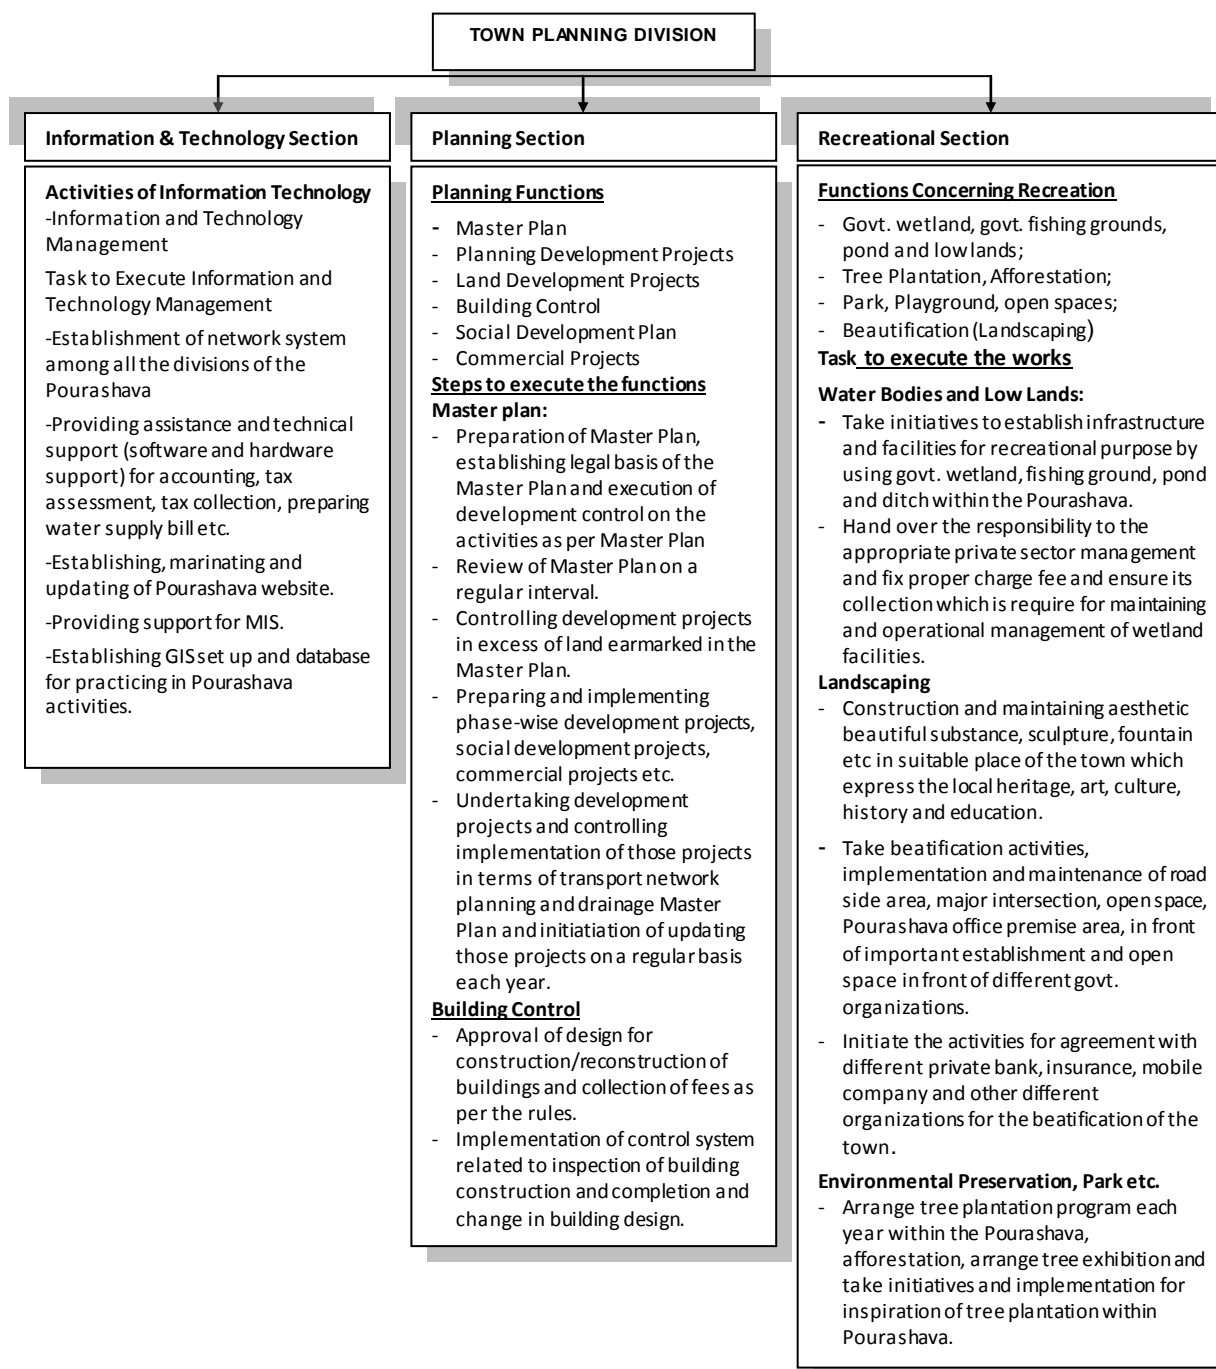 TOWN PLANNING DIVISION
Information & Technology Section
Activities of Information Technology
-Information and Technology
Management
Task to Execute Information and
Technology Management
-Establishment of network system
among all the divisions of the
Pourashava
-Providing assistance and technical
support (software and hardware
support) for accounting, tax
assessment, tax collection, preparing
water supply bill etc.
-Establishing, marinating and
updating of Pourashava website.
-Providing support for MIS.
-Establishing GIS set up and database
for practicing in Pourashava
activities.
Planning Section
Planning Functions
- Master Plan
- Planning Development Projects
- Land Development Projects
- Building Control
- Social Development Plan
- Commercial Projects
Steps to execute the functions
Master plan:
- Preparation of Master Plan,
establishing legal basis of the
Master Plan and execution of
development control on the
activities as per Master Plan
- Review of Master Plan on a
regular interval.
- Controlling development projects
in excess of land earmarked in the
Master Plan.
- Preparing and implementing
phase-wise development projects,
social development projects,
commercial projects etc.
- Undertaking development
projects and controlling
implementation of those projects
in terms of transport network
planning and drainage Master
Plan and initiatiation of updating
those projects on a regular basis
each year.
Building Control
- Approval of design for
construction/reconstruction of
buildings and collection of fees as
per the rules.
- Implementation of control system
related to inspection of building
construction and completion and
change in building design.
Recreational Section
Functions Concerning Recreation
- Govt. wetland, govt. fishing grounds,
pond and low lands;
- Tree Plantation, Afforestation;
- Park, Playground, open spaces;
- Beautification (Landscaping)
Task to execute the works
Water Bodies and Low Lands:
- Take initiatives to establish infrastructure
and facilities for recreational purpose by
using govt. wetland, fishing ground, pond
and ditch within the Pourashava.
- Hand over the responsibility to the
appropriate private sector management
and fix proper charge fee and ensure its
collection which is require for maintaining
and operational management of wetland
facilities.
Landscaping
- Construction and maintaining aesthetic
beautiful substance, sculpture, fountain
etc in suitable place of the town which
express the local heritage, art, culture,
history and education.
- Take beatification activities,
implementation and maintenance of road
side area, major intersection, open space,
Pourashava office premise area, in front
of important establishment and open
space in front of different govt.
organizations.
- Initiate the activities for agreement with
different private bank, insurance, mobile
company and other different
organizations for the beatification of the
town.
Environmental Preservation, Park etc.
- Arrange tree plantation program each
year within the Pourashava,
afforestation, arrange tree exhibition and
take initiatives and implementation for
inspiration of tree plantation within
Pourashava.